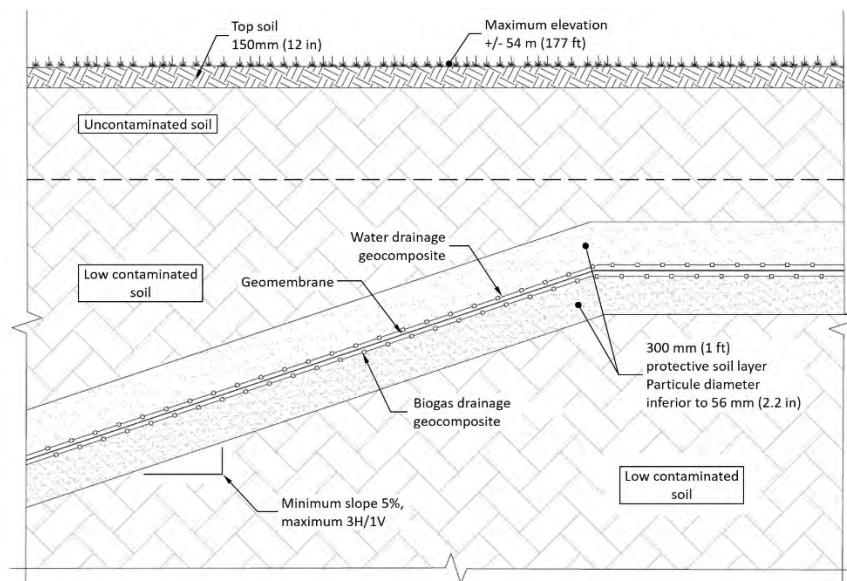 Top soil
150mm (12 in)
Maximum elevation
+/- 54 m (177 ft)
Uncontaminated soil
Water drainage
geocomposite
Geomembrane
Low contaminated
soil
300 mm (1 ft)
protective soil layer
Particule diameter
inferior to 56 mm (2.2 in)
Biogas drainage
geocomposite
Low contaminated
soil
Minimum slope 5%,
maximum 3H/1V